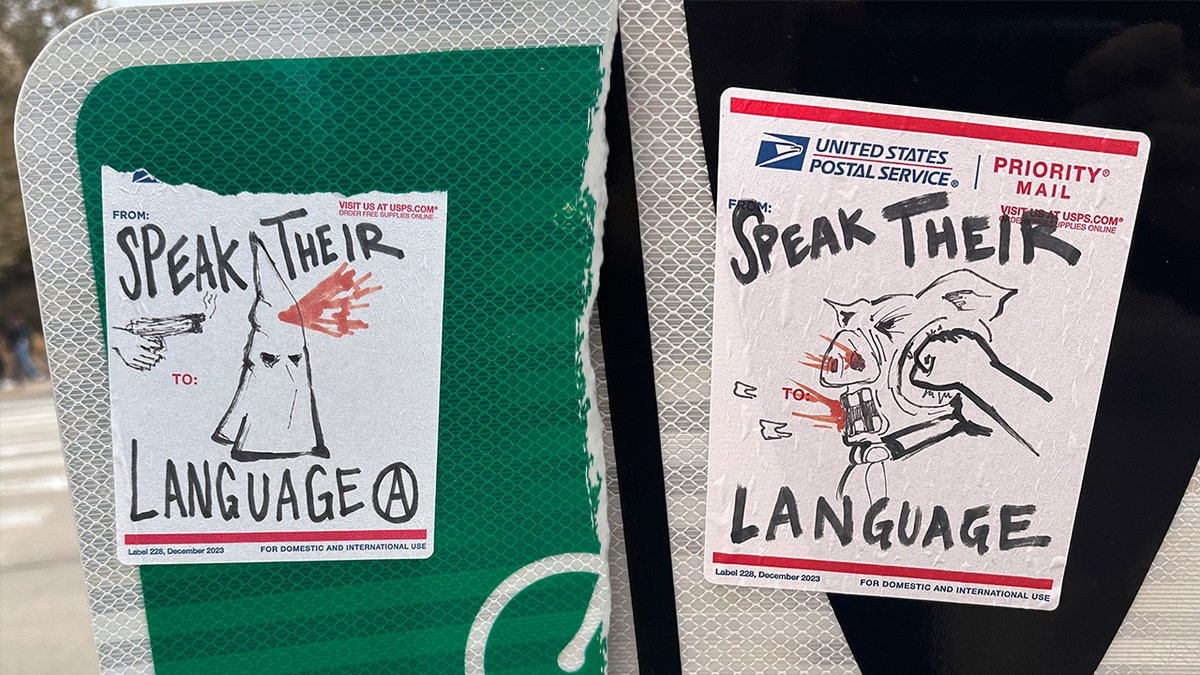 FROM:
VISIT US AT USPS.COM®
ORDER FREE SUPPLIES ONLINE
SPEAK THEIR
TO:
LANGUAGE Ⓐ
Label 228, December 2023
FOR DOMESTIC AND INTERNATIONAL USE
UNITED STATES
POSTAL SERVICE®
PRIORITY®
MAIL
FROM:
VISIT US AT USPS.COM®
ORDER FREE SUPPLIES ONLINE
SPEAK THEIR
TO:
LANGUAGE
Label 228, December 2023
FOR DOMESTIC AND INTERNATIONAL USE